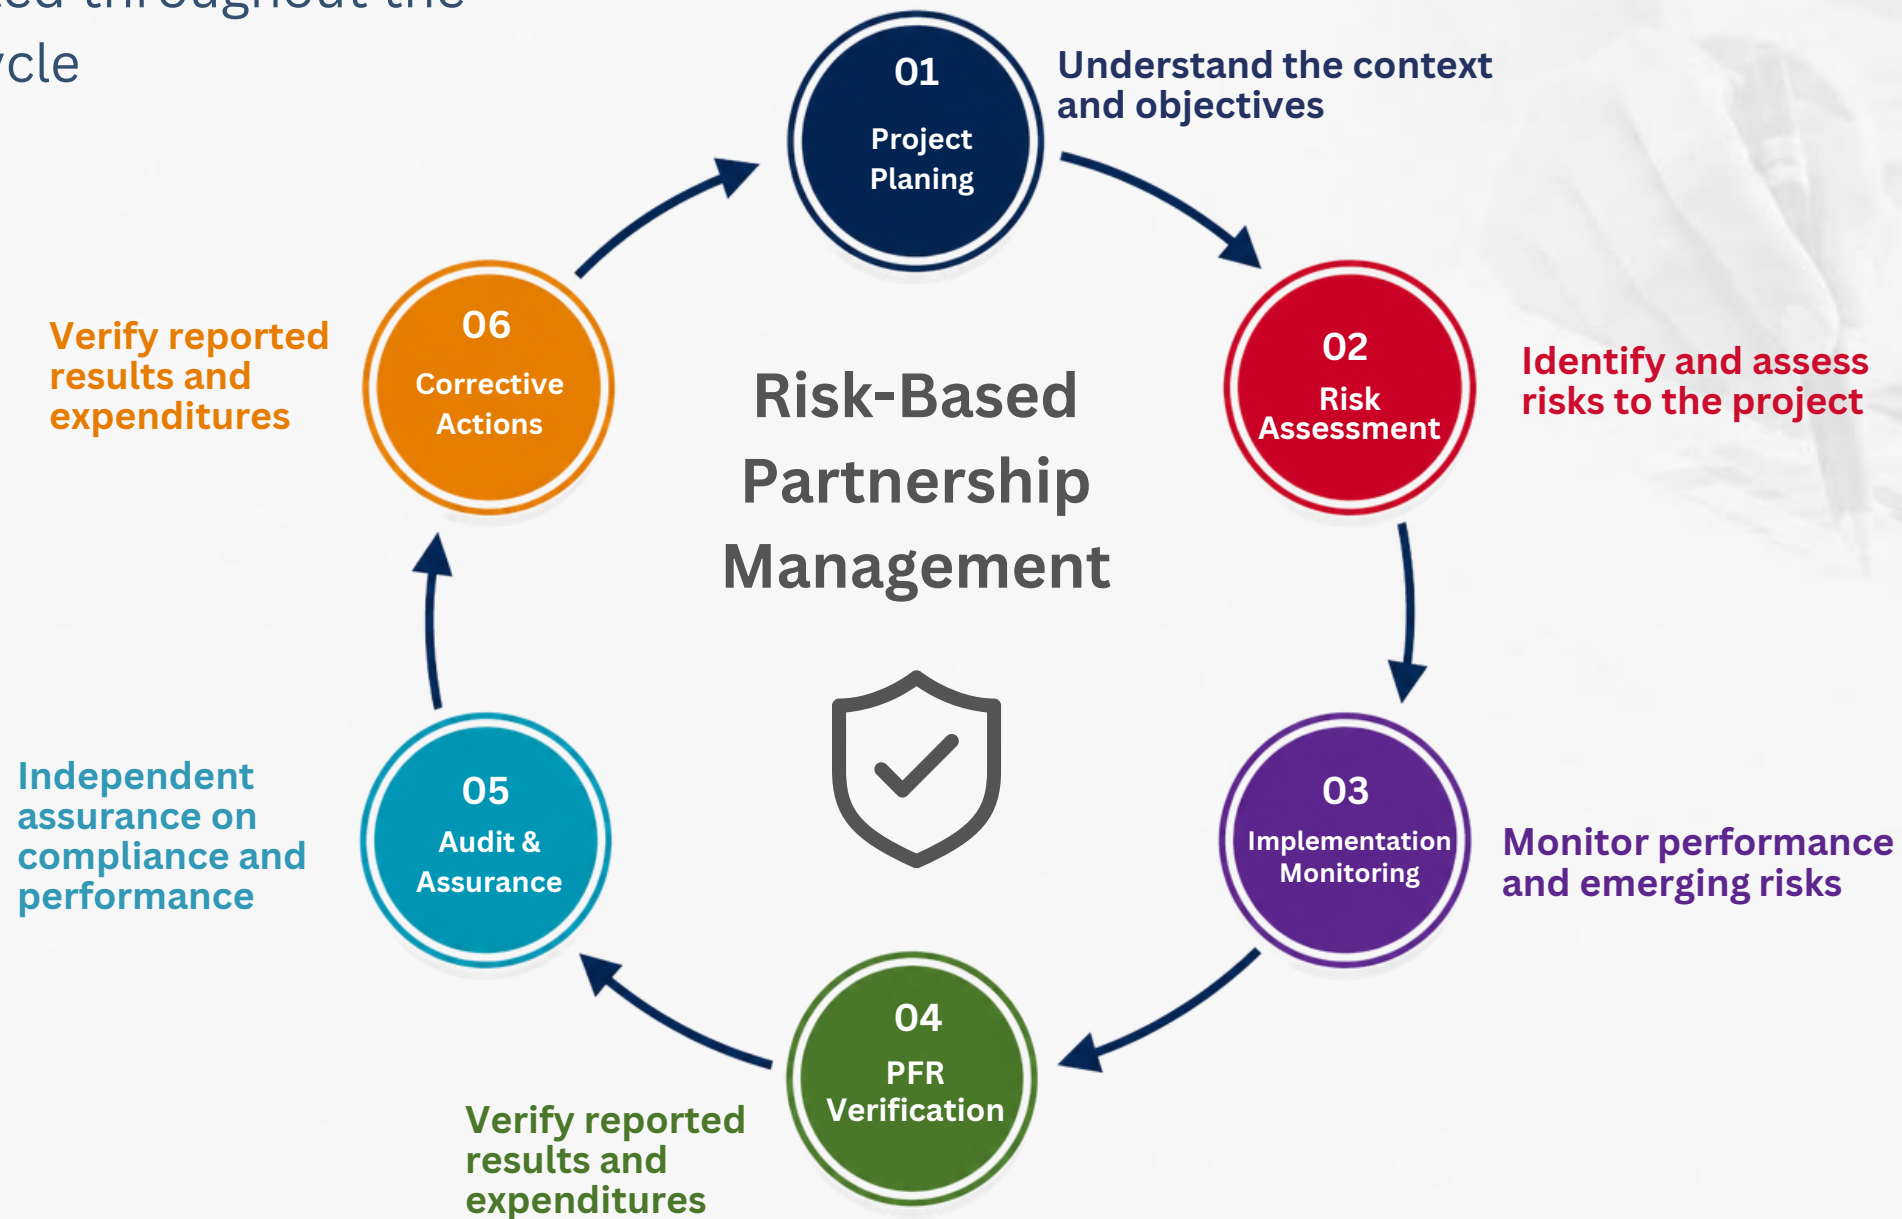 throughout the
01
Project
Planing
Understand the context
and objectives
02
Risk
Assessment
Identify and assess
risks to the project
03
Implementation
Monitoring
Monitor performance
and emerging risks
04
PFR
Verification
Verify reported
results and
expenditures
05
Audit &
Assurance
Independent
assurance on
compliance and
performance
06
Corrective
Actions
Verify reported
results and
expenditures
Risk-Based
Partnership
Management